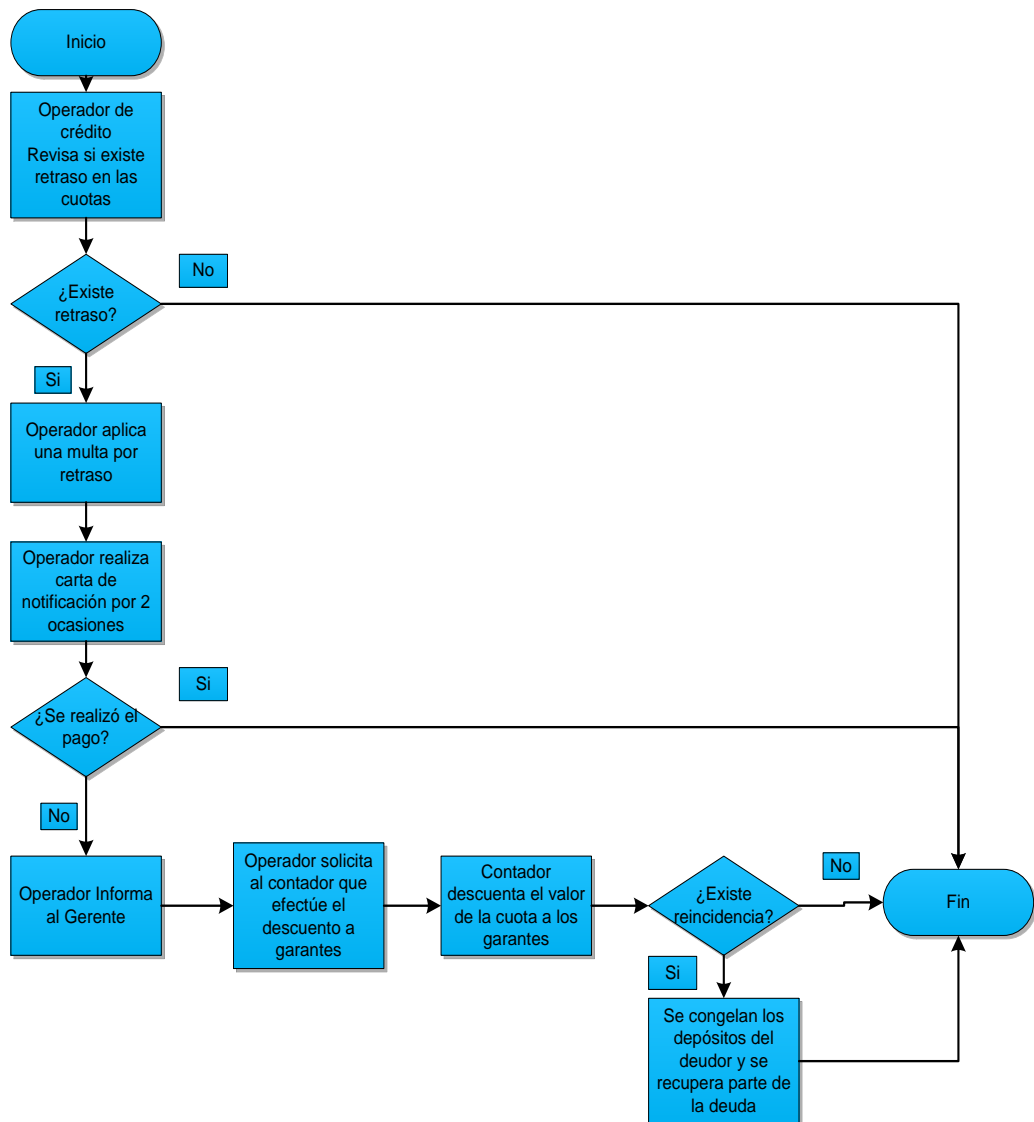 Inicio
Operador de
crédito
Revisa si existe
retraso en las
cuotas
No
¿Existe
retraso?
Si
Operador aplica
una multa por
retraso
Operador realiza
carta de
notificación por 2
ocasiones
Si
¿Se realizó el
pago?
No
Operador Informa
al Gerente
Operador solicita
al contador que
efectúe el
descuento a
garantes
Contador
descuenta el valor
de la cuota a los
garantes
¿Existe
reincidencia?
No
Fin
Si
Se congelan los
depósitos del
deudor y se
recupera parte de
la deuda